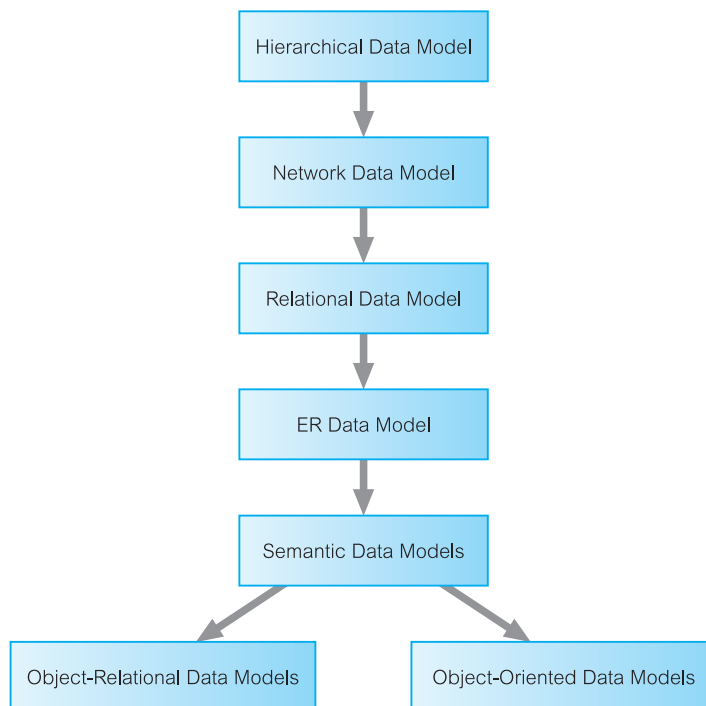 Hierarchical Data Model
Network Data Model
Relational Data Model
ER Data Model
Semantic Data Models
Object-Relational Data Models
Object-Oriented Data Models